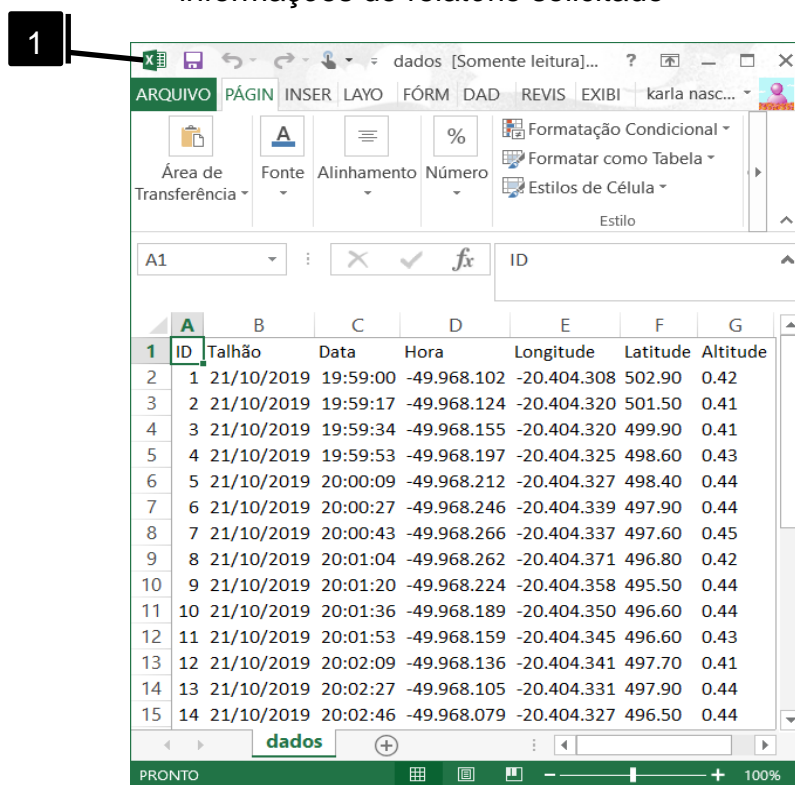 informações do relatório solicitado
1
dados [Somente leitura]... ?
ARQUIVO PÁGIN INSER LAYO FÓRM DAD REVIS EXIBI karla nasc...
Área de Transferência
Fonte
Alinhamento
Número
%
Formatação Condicional
Formatar como Tabela
Estilos de Célula
Estilo
A1 fx ID
A B C D E F G
1 ID Talhão Data Hora Longitude Latitude Altitude
2 1 21/10/2019 19:59:00 -49.968.102 -20.404.308 502.90 0.42
3 2 21/10/2019 19:59:17 -49.968.124 -20.404.320 501.50 0.41
4 3 21/10/2019 19:59:34 -49.968.155 -20.404.320 499.90 0.41
5 4 21/10/2019 19:59:53 -49.968.197 -20.404.325 498.60 0.43
6 5 21/10/2019 20:00:09 -49.968.212 -20.404.327 498.40 0.44
7 6 21/10/2019 20:00:27 -49.968.246 -20.404.339 497.90 0.44
8 7 21/10/2019 20:00:43 -49.968.266 -20.404.337 497.60 0.45
9 8 21/10/2019 20:01:04 -49.968.262 -20.404.371 496.80 0.42
10 9 21/10/2019 20:01:20 -49.968.224 -20.404.358 495.50 0.44
11 10 21/10/2019 20:01:36 -49.968.189 -20.404.350 496.60 0.44
12 11 21/10/2019 20:01:53 -49.968.159 -20.404.345 496.60 0.43
13 12 21/10/2019 20:02:09 -49.968.136 -20.404.341 497.70 0.41
14 13 21/10/2019 20:02:27 -49.968.105 -20.404.331 497.90 0.44
15 14 21/10/2019 20:02:46 -49.968.079 -20.404.327 496.50 0.44
dados
PRONTO 100%